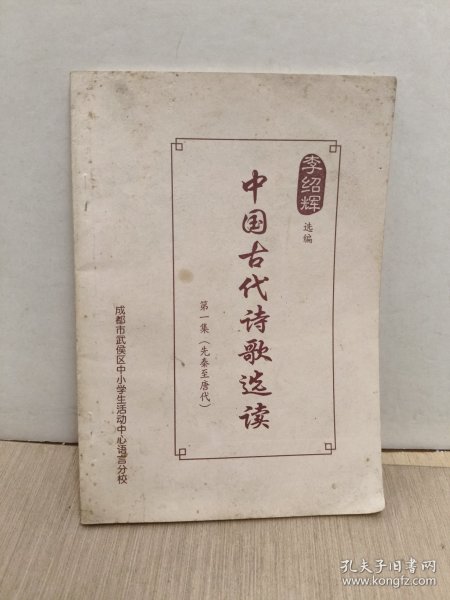 李绍辉
选编
中国古代诗歌选读
第一集(先秦至唐代)
成都市武侯区中小学生活动中心语言分校
孔夫子旧书网
www.kongfz.com